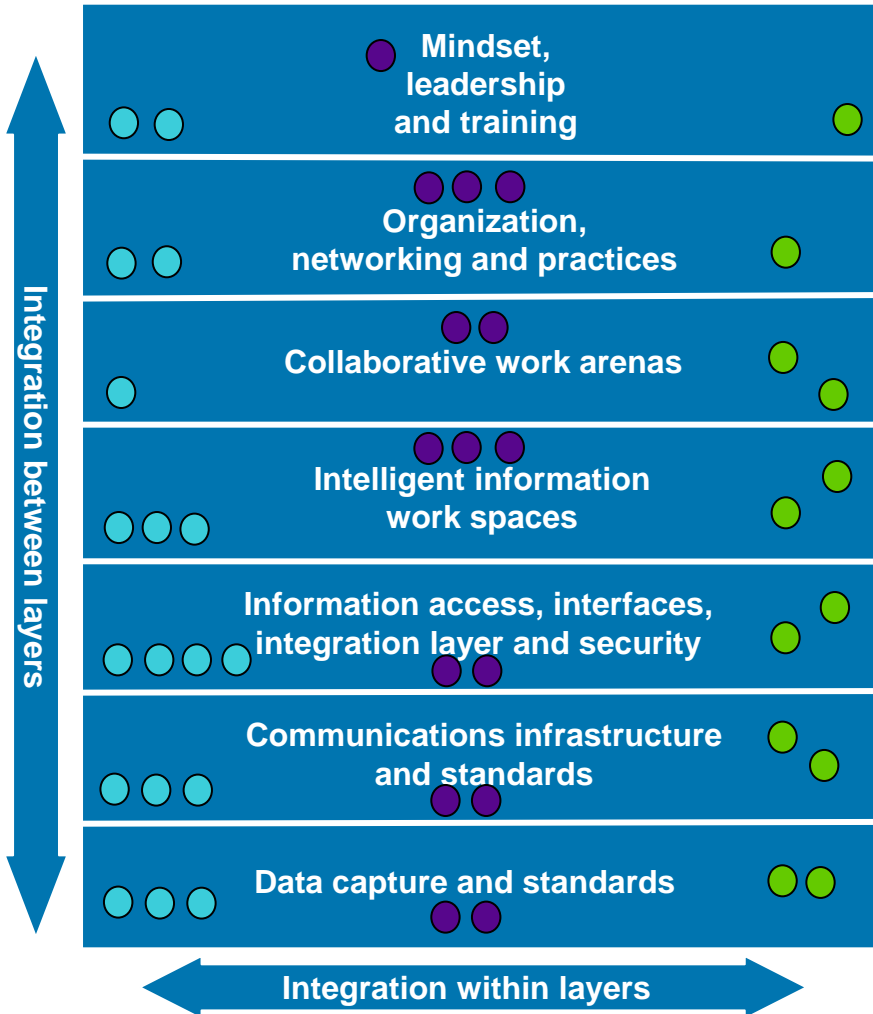 Mindset,
leadership
and training
Organization,
networking and practices
Collaborative work arenas
Intelligent information
work spaces
Information access, interfaces,
integration layer and security
Communications infrastructure
and standards
Data capture and standards
Integration between layers
Integration within layers